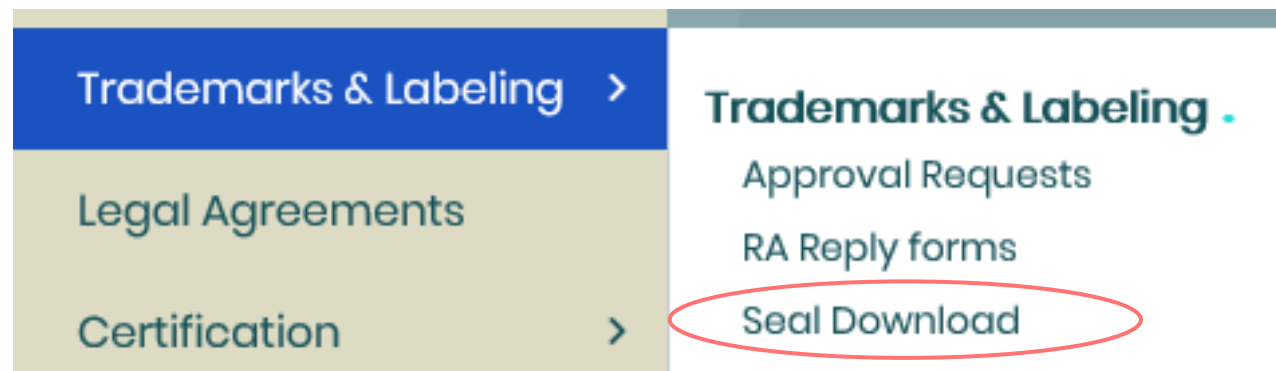 Trademarks & Labeling >
Legal Agreements
Certification >
Trademarks & Labeling .
Approval Requests
RA Reply forms
Seal Download